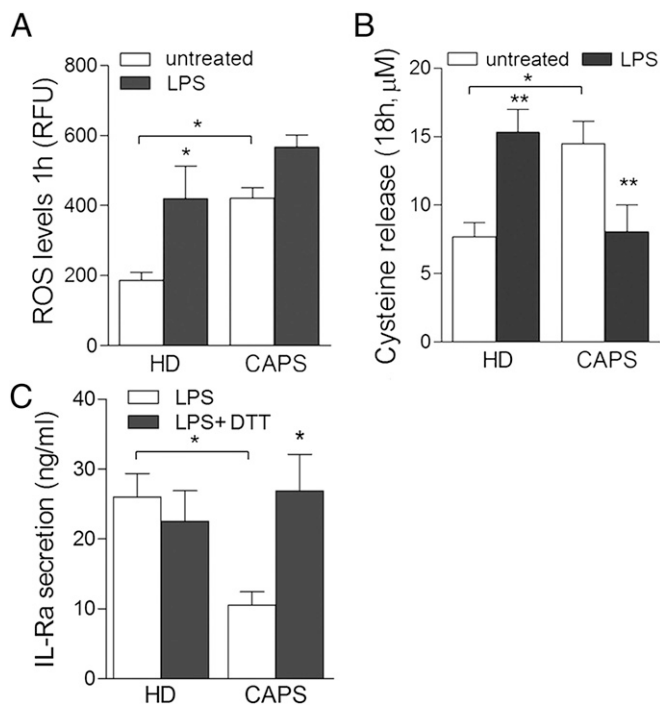 A
untreated
LPS
ROS levels 1h (RFU)
800
600
400
200
0
*
*
HD
CAPS
B
untreated
LPS
Cysteine release (18h, µM)
20
15
10
5
0
*
**
**
HD
CAPS
C
LPS
LPS+DTT
IL-Ra secretion (ng/ml)
40
30
20
10
0
*
*
HD
CAPS